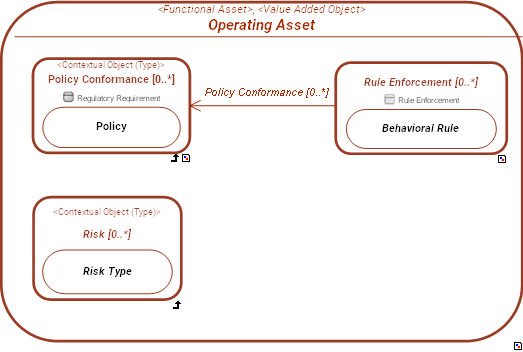 <Functional Asset>, <Value Added Object>
Operating Asset
<Contextual Object (Type)>
Policy Conformance [0..*]
Regulatory Requirement
Policy
Policy Conformance [0..*]
Rule Enforcement [0..*]
Rule Enforcement
Behavioral Rule
<Contextual Object (Type)>
Risk [0..*]
Risk Type